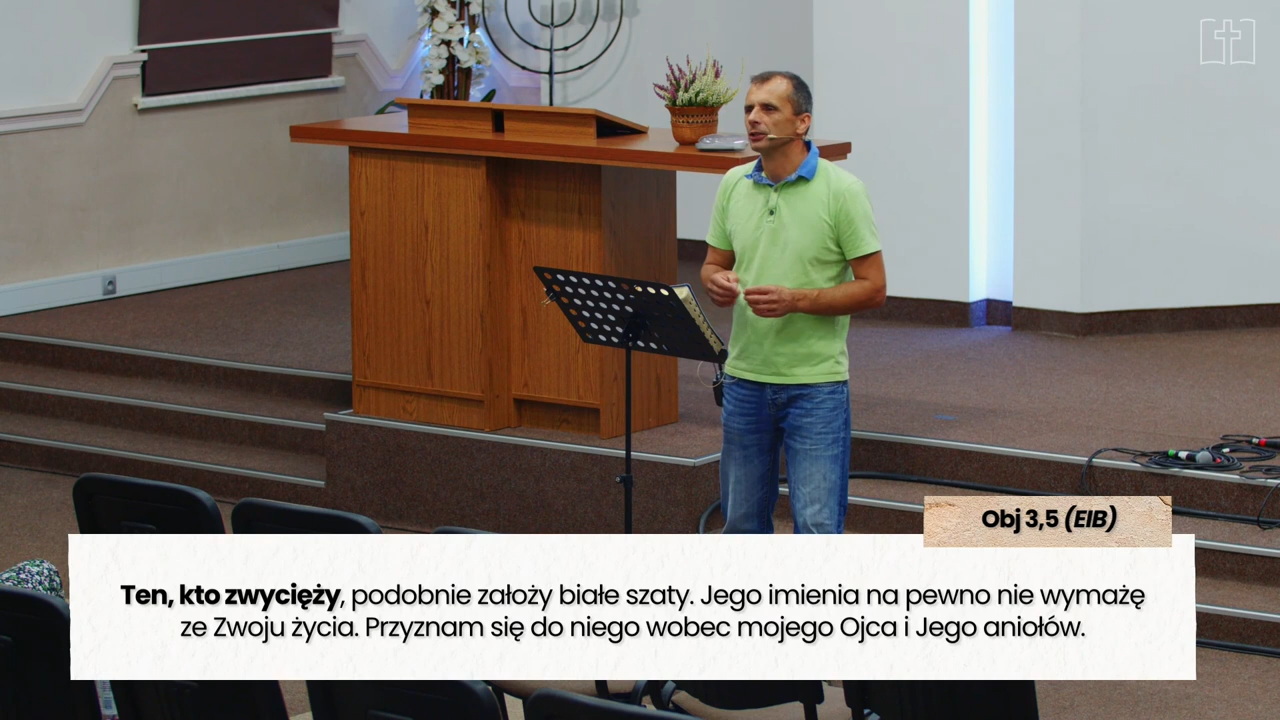 Obj 3,5 (EIB)
Ten, kto zwycięży, podobnie założy białe szaty. Jego imienia na pewno nie wymażę
ze Zwoju życia. Przyznam się do niego wobec mojego Ojca i Jego aniołów.